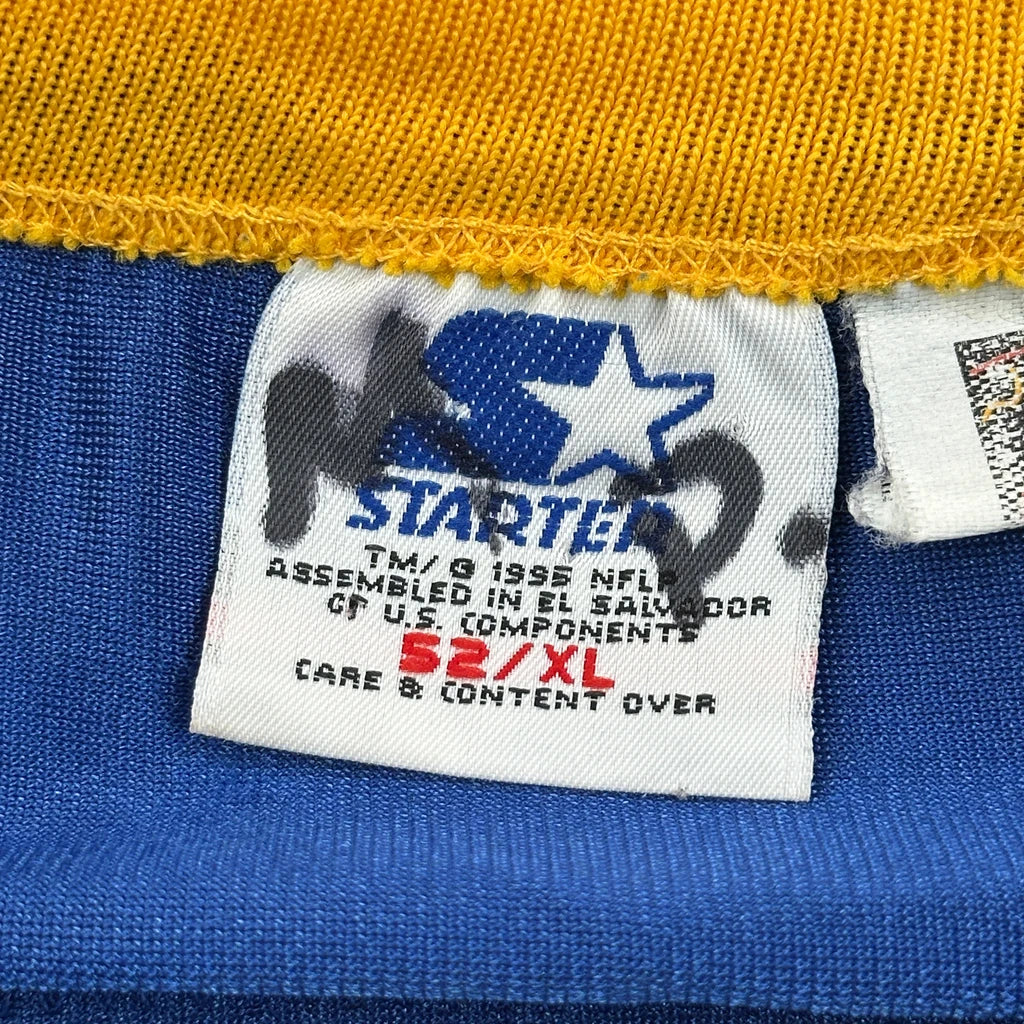 STARTER
TM/ © 1995 NFLP
ASSEMBLED IN EL SALVADOR
OF U.S. COMPONENTS
52/XL
CARE & CONTENT OVER